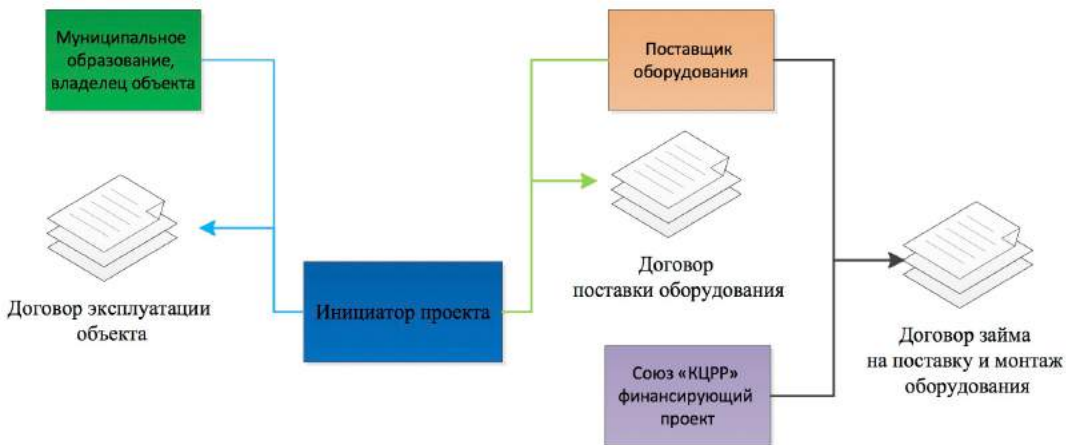 Муниципальное
образование,
владелец объекта
Поставщик
оборудования
Договор эксплуатации
объекта
Инициатор проекта
Договор
поставки оборудования
Союз «КЦРР»
финансирующий
проект
Договор займа
на поставку и монтаж
оборудования